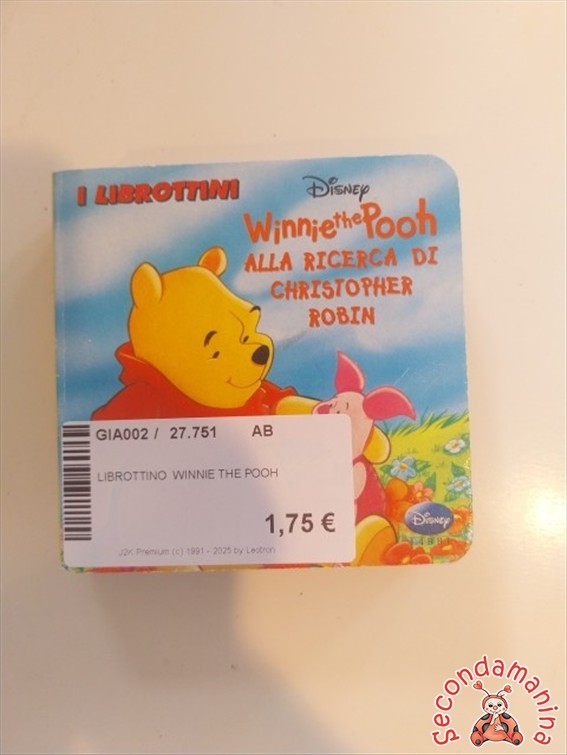 I LIBROTTINI
Disney
Winnie the Pooh
ALLA RICERCA DI
CHRISTOPHER
ROBIN
GIA002 / 27.751 AB
LIBROTTINO WINNIE THE POOH
1,75 €
J2K Premium (c) 1991 - 2025 by Leotron
Disney
Secondamanina